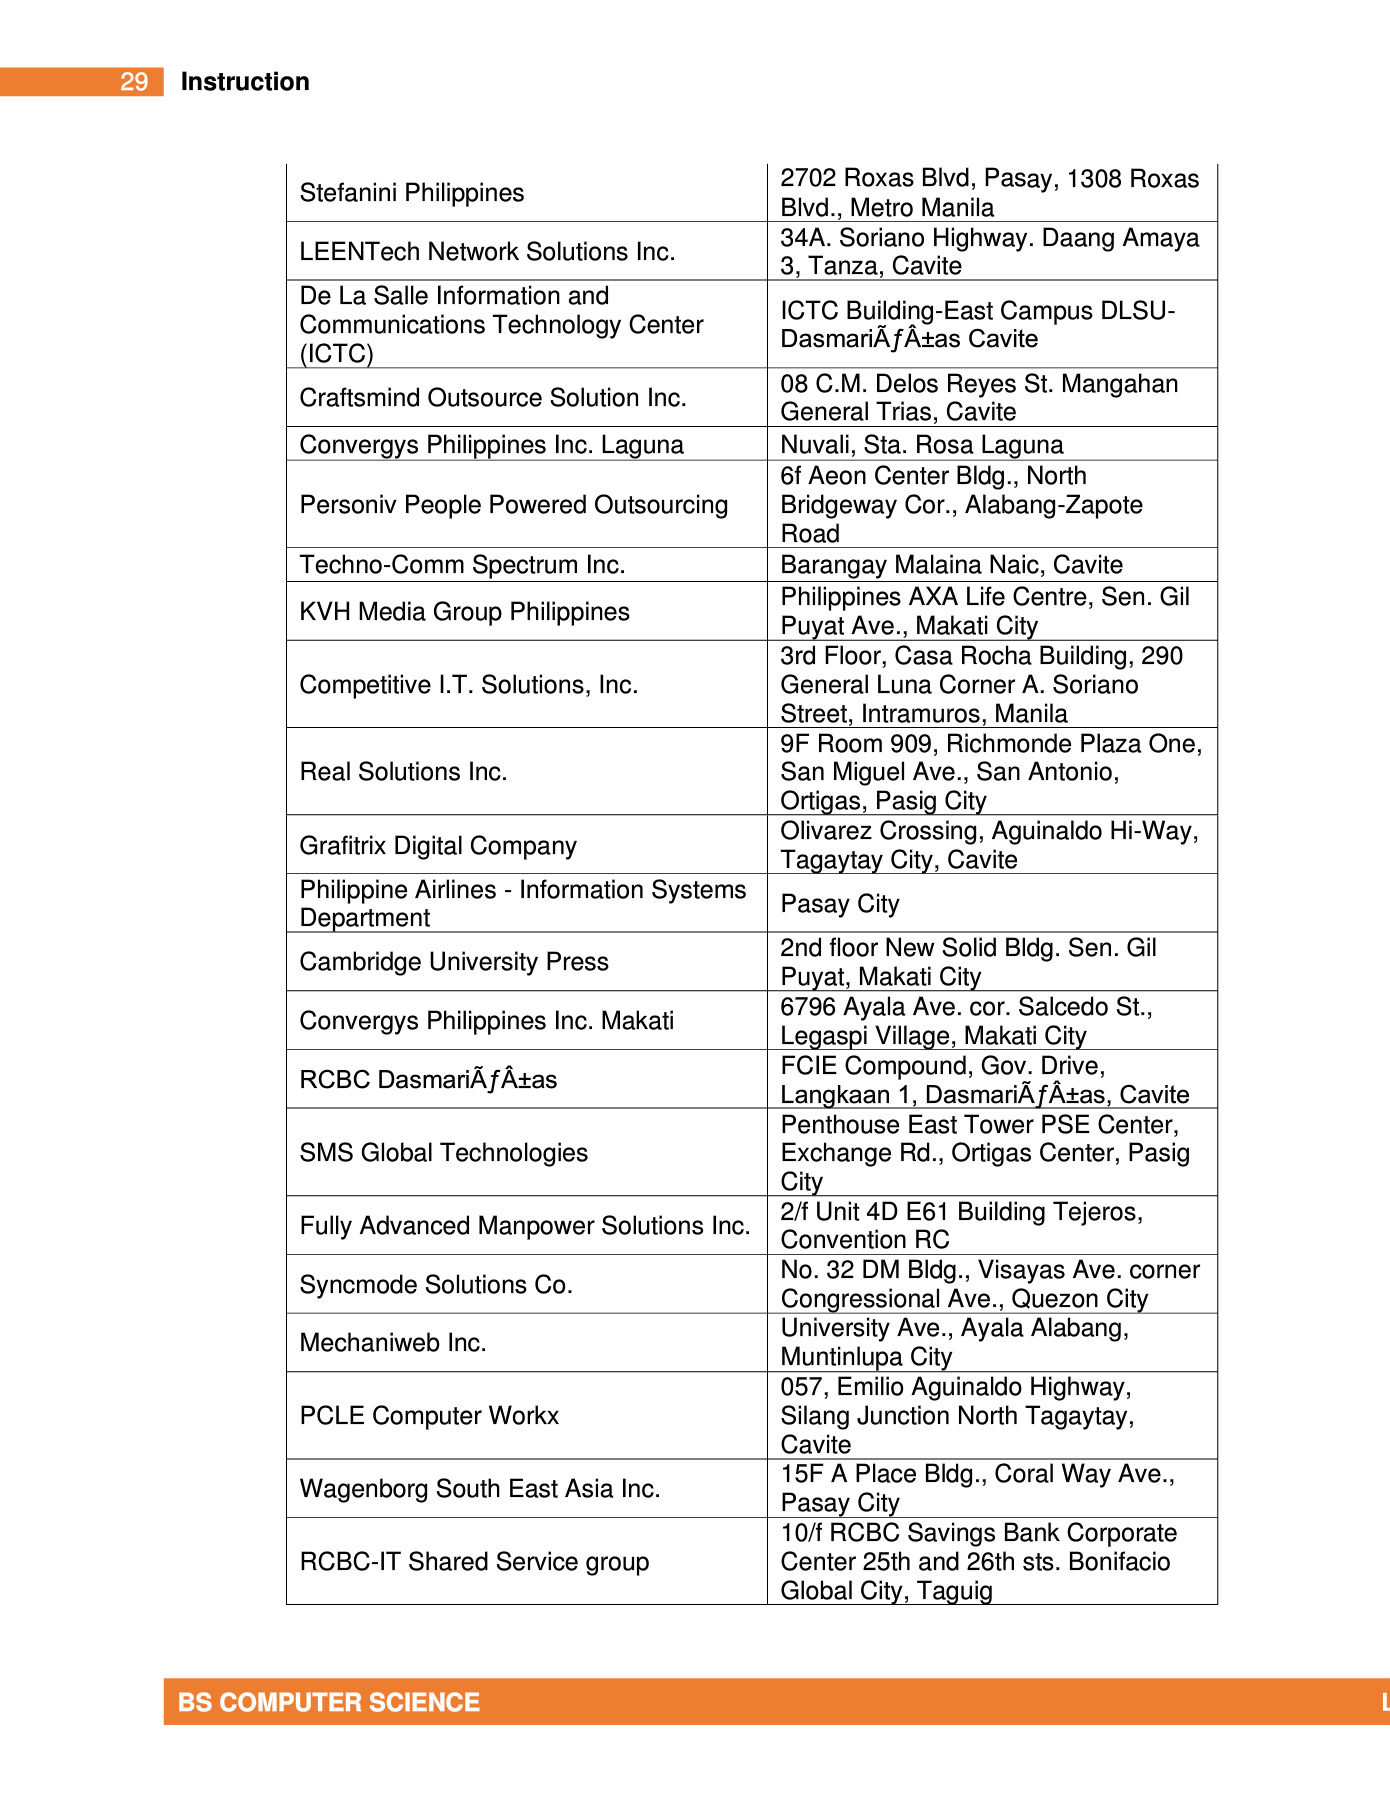 29 Instruction
Stefanini Philippines
2702 Roxas Blvd, Pasay, 1308 Roxas
Blvd., Metro Manila
LEENTech Network Solutions Inc.
34A. Soriano Highway. Daang Amaya
3, Tanza, Cavite
De La Salle Information and
Communications Technology Center
(ICTC)
ICTC Building-East Campus DLSU-
DasmariÃƒÂ±as Cavite
Craftsmind Outsource Solution Inc.
08 C.M. Delos Reyes St. Mangahan
General Trias, Cavite
Convergys Philippines Inc. Laguna
Nuvali, Sta. Rosa Laguna
Personiv People Powered Outsourcing
6f Aeon Center Bldg., North
Bridgeway Cor., Alabang-Zapote
Road
Techno-Comm Spectrum Inc.
Barangay Malaina Naic, Cavite
KVH Media Group Philippines
Philippines AXA Life Centre, Sen. Gil
Puyat Ave., Makati City
Competitive I.T. Solutions, Inc.
3rd Floor, Casa Rocha Building, 290
General Luna Corner A. Soriano
Street, Intramuros, Manila
Real Solutions Inc.
9F Room 909, Richmonde Plaza One,
San Miguel Ave., San Antonio,
Ortigas, Pasig City
Grafitrix Digital Company
Olivarez Crossing, Aguinaldo Hi-Way,
Tagaytay City, Cavite
Philippine Airlines - Information Systems
Department
Pasay City
Cambridge University Press
2nd floor New Solid Bldg. Sen. Gil
Puyat, Makati City
Convergys Philippines Inc. Makati
6796 Ayala Ave. cor. Salcedo St.,
Legaspi Village, Makati City
RCBC DasmariÃƒÂ±as
FCIE Compound, Gov. Drive,
Langkaan 1, DasmariÃƒÂ±as, Cavite
SMS Global Technologies
Penthouse East Tower PSE Center,
Exchange Rd., Ortigas Center, Pasig
City
Fully Advanced Manpower Solutions Inc.
2/f Unit 4D E61 Building Tejeros,
Convention RC
Syncmode Solutions Co.
No. 32 DM Bldg., Visayas Ave. corner
Congressional Ave., Quezon City
Mechaniweb Inc.
University Ave., Ayala Alabang,
Muntinlupa City
PCLE Computer Workx
057, Emilio Aguinaldo Highway,
Silang Junction North Tagaytay,
Cavite
Wagenborg South East Asia Inc.
15F A Place Bldg., Coral Way Ave.,
Pasay City
RCBC-IT Shared Service group
10/f RCBC Savings Bank Corporate
Center 25th and 26th sts. Bonifacio
Global City, Taguig
BS COMPUTER SCIENCE